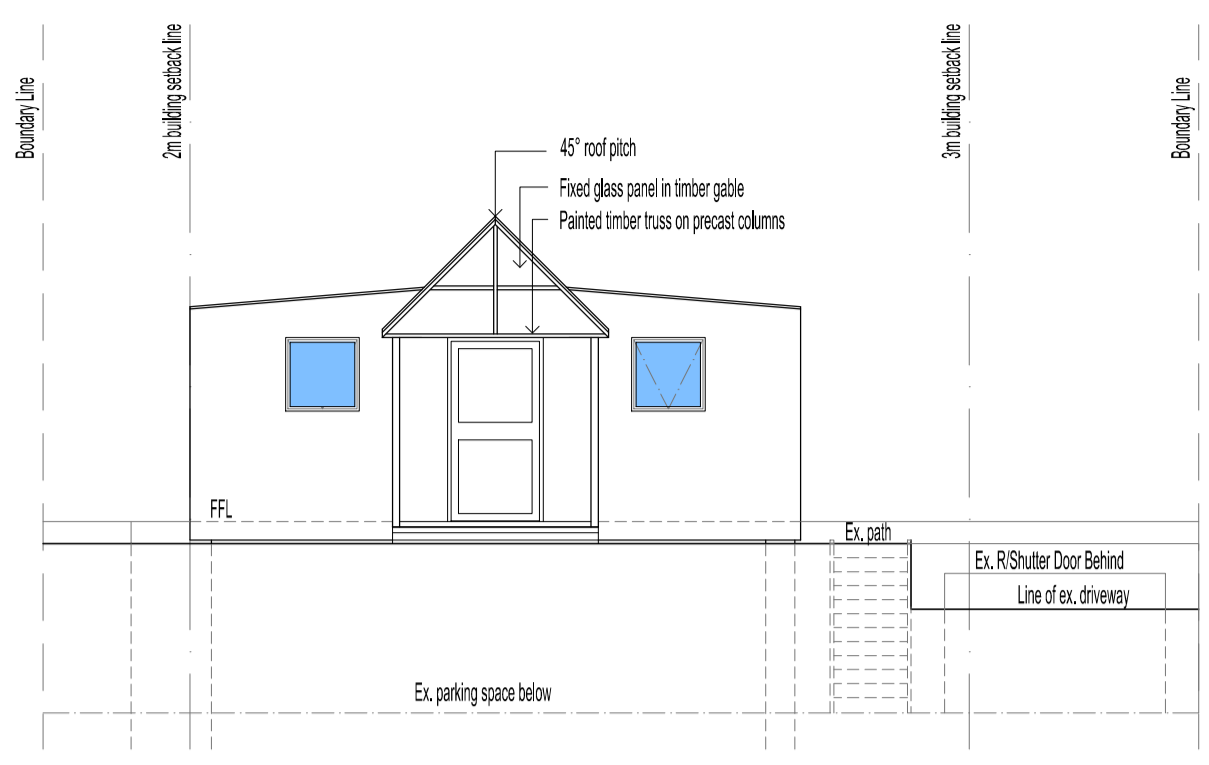 Boundary Line
2m building setback line
3m building setback line
Boundary Line
45° roof pitch
Fixed glass panel in timber gable
Painted timber truss on precast columns
FFL
Ex. path
Ex. R/Shutter Door Behind
Line of ex. driveway
Ex. parking space below